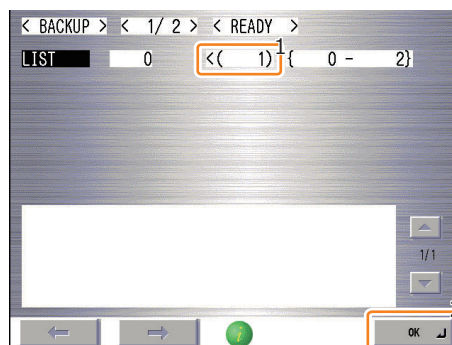 < BACKUP > < 1/ 2 > < READY >
LIST 0 <( 1) { 0 - 2}
1
1/1
OK